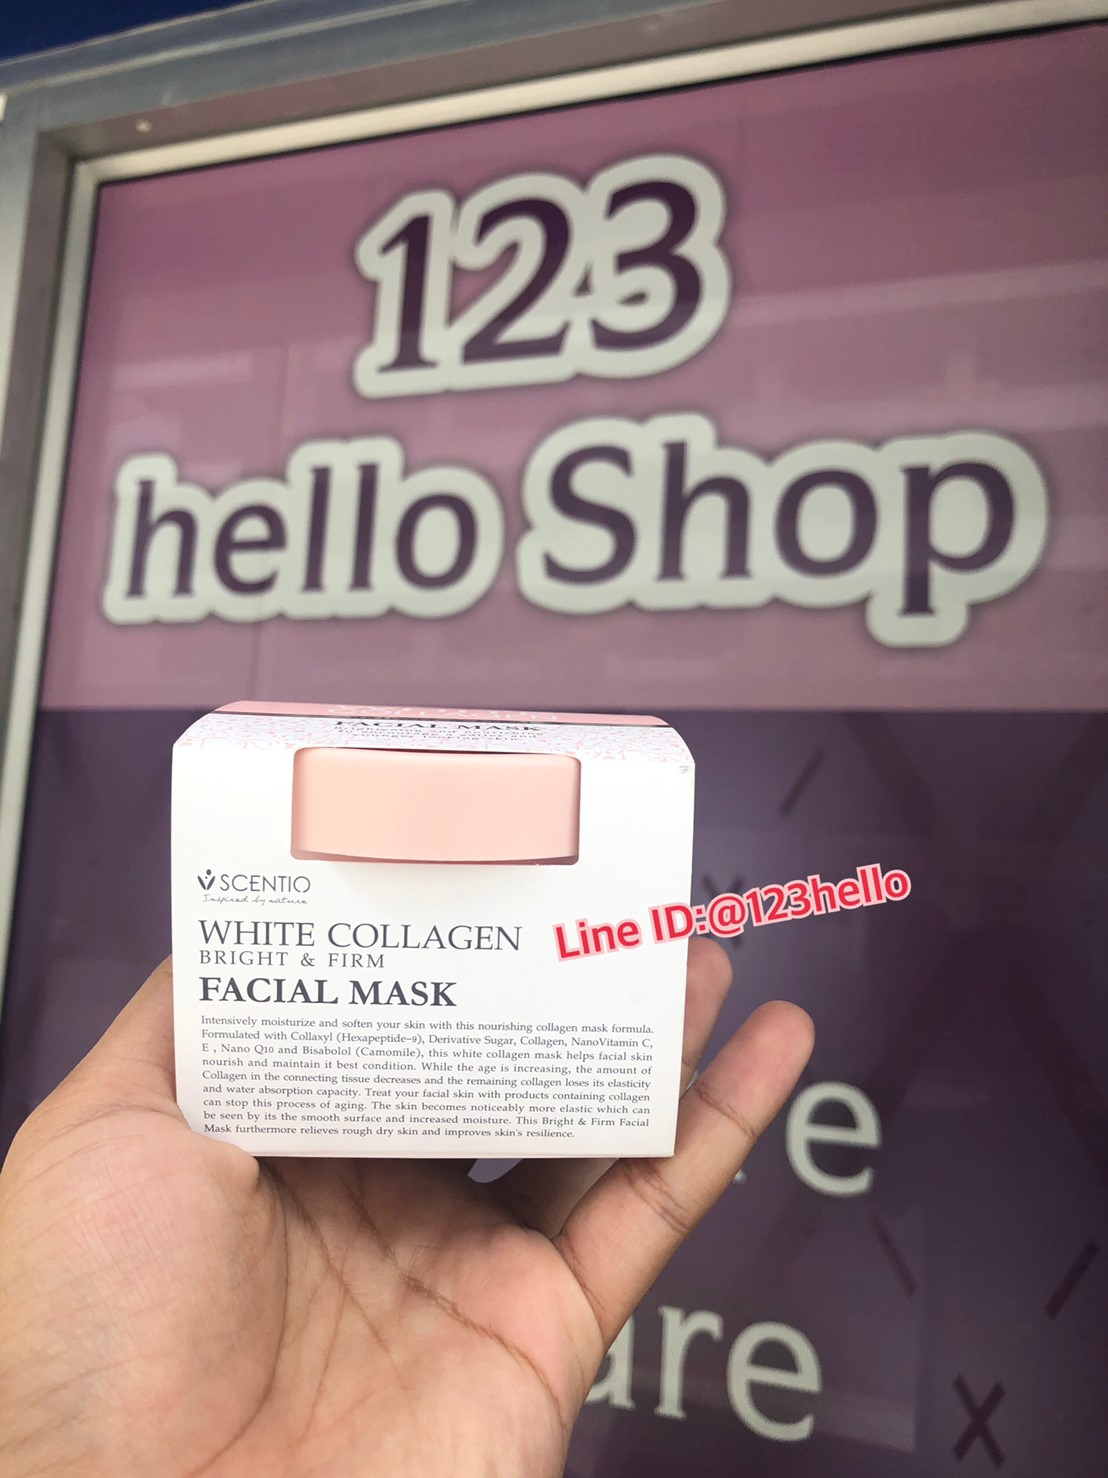 123
hello Shop
FACIAL MASK
SCENTIO
Inspired by nature
WHITE COLLAGEN
BRIGHT & FIRM
FACIAL MASK
Line ID:@123hello
Intensively moisturize and soften your skin with this nourishing collagen mask formula.
Formulated with Collaxyl (Hexapeptide-9), Derivative Sugar, Collagen, NanoVitamin C,
E , Nano Q10 and Bisabolol (Camomile), this white collagen mask helps facial skin
nourish and maintain it best condition. While the age is increasing, the amount of
Collagen in the connecting tissue decreases and the remaining collagen loses its elasticity
and water absorption capacity. Treat your facial skin with products containing collagen
can stop this process of aging. The skin becomes noticeably more elastic which can
be seen by its the smooth surface and increased moisture. This Bright & Firm Facial
Mask furthermore relieves rough dry skin and improves skin's resilience.